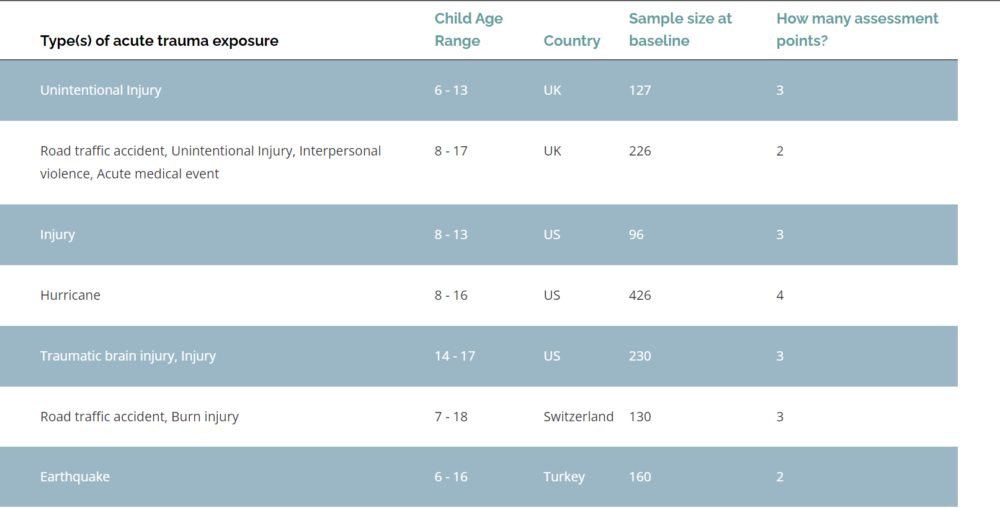 Type(s) of acute trauma exposure Child Age Range Country Sample size at baseline How many assessment points?
Unintentional Injury 6 - 13 UK 127 3
Road traffic accident, Unintentional Injury, Interpersonal 8 - 17 UK 226 2
violence, Acute medical event
Injury 8 - 13 US 96 3
Hurricane 8 - 16 US 426 4
Traumatic brain injury, Injury 14 - 17 US 230 3
Road traffic accident, Burn injury 7 - 18 Switzerland 130 3
Earthquake 6 - 16 Turkey 160 2